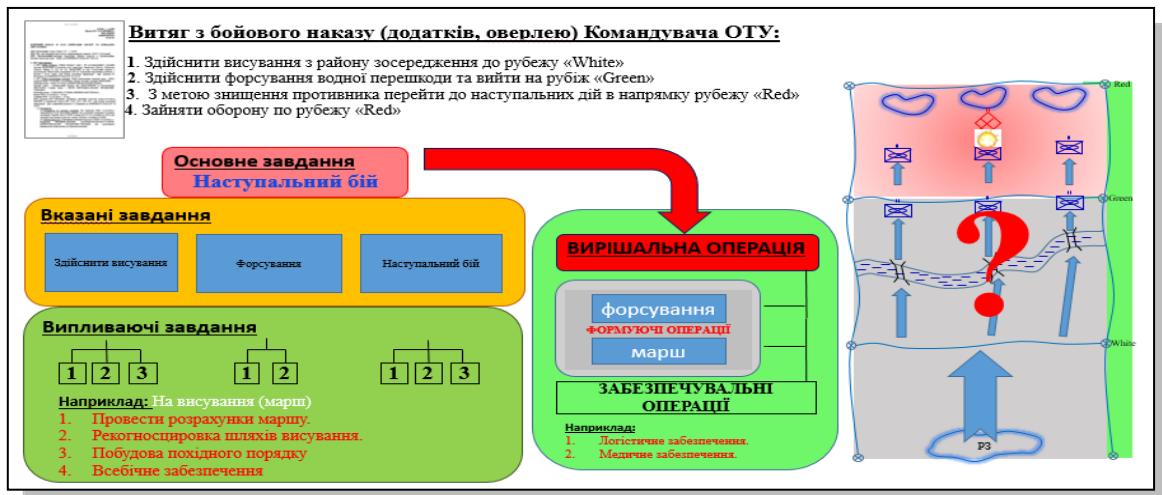 Витяг з бойового наказу (додатків, оверлею) Командувача ОТУ:
1. Здійснити висування з району зосередження до рубежу «White»
2. Здійснити форсування водної перешкоди та вийти на рубіж «Green»
3. З метою знищення противника перейти до наступальних дій в напрямку рубежу «Red»
4. Зайняти оборону по рубежу «Red»
Основне завдання
Наступальний бій
Вказані завдання
Здійснити висування
Форсування
Наступальний бій
Випливаючі завдання
1 2 3
1 2
1 2 3
Наприклад: На висування (марш)
1. Провести розрахунки маршу.
2. Рекогносцировка шляхів висування.
3. Побудова похідного порядку
4. Всебічне забезпечення
ВИРІШАЛЬНА ОПЕРАЦІЯ
форсування
ФОРМУЮЧІ ОПЕРАЦІЇ
марш
ЗАБЕЗПЕЧУВАЛЬНІ
ОПЕРАЦІЇ
Наприклад:
1. Логістичне забезпечення.
2. Медичне забезпечення.
Red
Green
?
White
РЗ